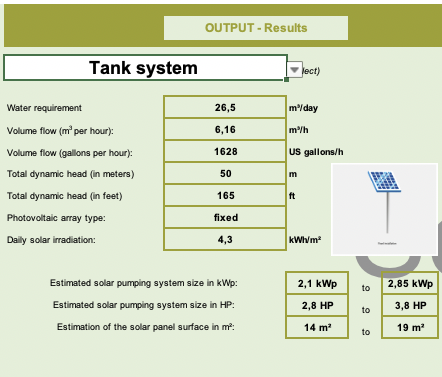 OUTPUT - Results
Tank system
lect)
Water requirement 26,5 m³/day
Volume flow (m³ per hour): 6,16 m³/h
Volume flow (gallons per hour): 1628 US gallons/h
Total dynamic head (in meters) 50 m
Total dynamic head (in feet) 165 ft
Photovoltaic array type: fixed
Daily solar irradiation: 4,3 kWh/m²
Estimated solar pumping system size in kWp: 2,1 kWp to 2,85 kWp
Estimated solar pumping system size in HP: 2,8 HP to 3,8 HP
Estimation of the solar panel surface in m²: 14 m² to 19 m²